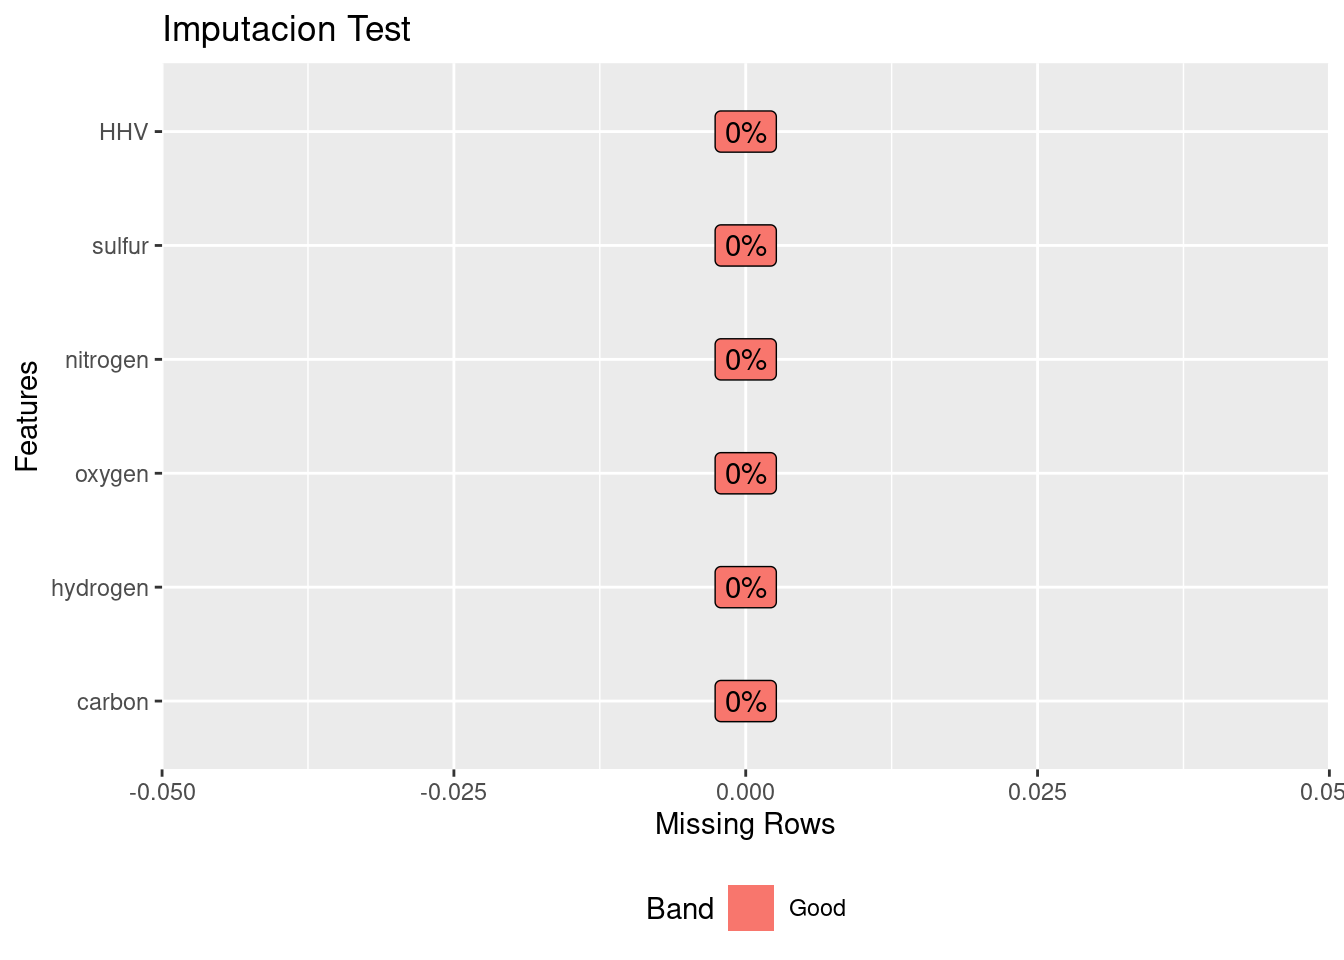 Imputacion Test
HHV
0%
sulfur
0%
nitrogen
0%
oxygen
0%
hydrogen
0%
carbon
0%
Features
-0.050
-0.025
0.000
0.025
0.05
Missing Rows
Band
Good